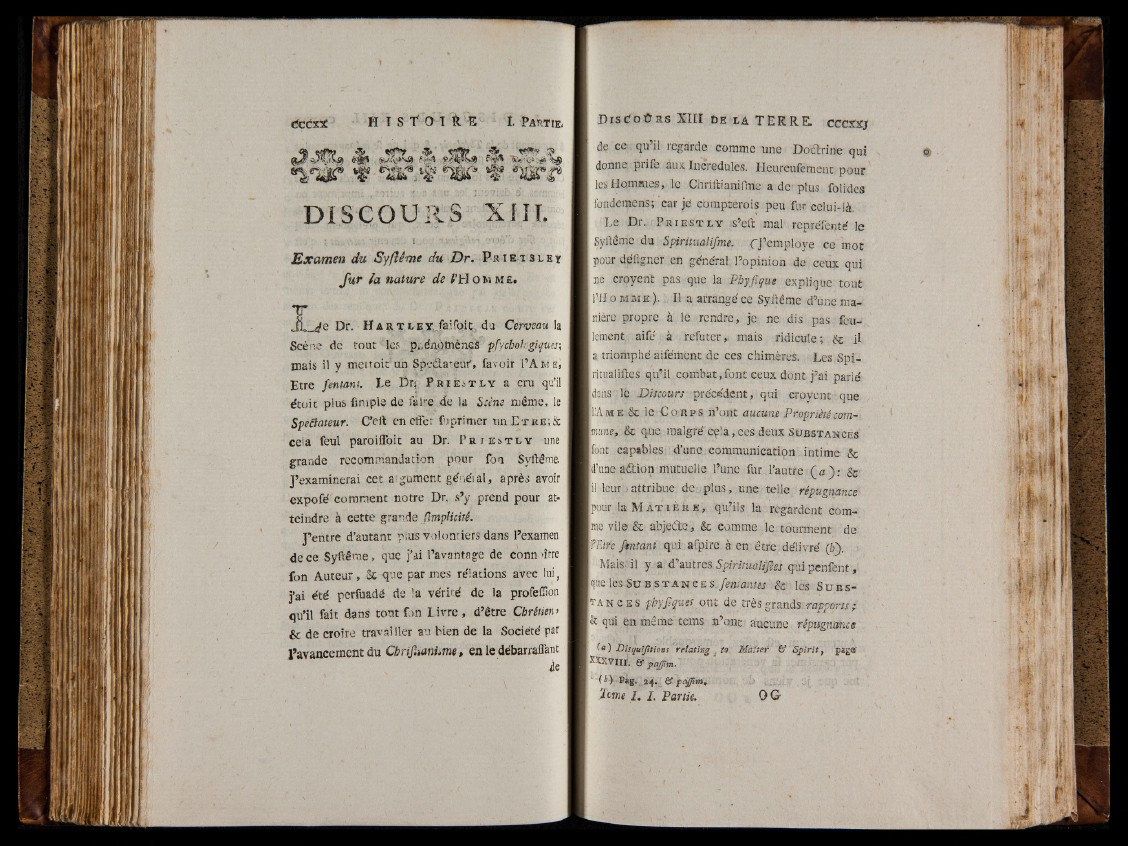 cccxx HISTOIRE I. PARTIE.
DISCOURS XIII.
Examen du Syſtême du Dr. PRIETSLEY
ſur la nature de l'HOMME.
Le Dr. HARTLEY faiſoit du Cerveau la
Scène de tout les phénomènes pſychologiques;
mais il y mettoit un Spectateur, ſavoir l'AME,
Etre ſentant. Le Dr. PRIESTLY a cru qu'il
étoit plus ſimple de faire de la Scène même, le
Spectateur. C'eſt en effet ſuprimer un ETRE; &
cela ſeul paroiſſoit au Dr. PRIESTLY une
grande recommandation pour ſon Syſtême.
J'examinerai cet argument général, après avoir
expoſé comment notre Dr. s'y prend pour at-
teindre à cette grande ſimplicité.
J'entre d'autant plus volontiers dans l'examen
de ce Syſtême, que j'ai l'avantage de connoître
ſon Auteur, & que par mes rélations avec lui,
j'ai été perſuadé de la vérité de la profeſſion
qu'il fait dans tout ſon Livre, d'être Chrétien,
& de croire travailler au bien de la Societé par
l'avancement du Chriſtianiſme, en le débarraſſant
de
DISCOURS XIII DE LA TERRE. cccxxj
de ce qu'il regarde comme une Doctrine qui
donne priſe aux Incredules. Heureuſement pour
les Hommes, le Chriſtianiſme a de plus ſolides
fondemens; car je compterois peu ſur celui-là.
Le Dr. PRIESTLY s'eſt mal repréſenté le
Syſtême du Spiritualiſme. (J'employe ce mot
pour déſigner en général l'opinion de ceux qui
ne croyent pas que la Phyſique explique tout
l'HOMME). Il a arrangé ce Syſtême d'une ma-
nière propre à le rendre, je ne dis pas ſeu-
lement aiſé à refuter, mais ridicule; & il
a triomphé aiſément de ces chimères. Les Spi-
ritualiſtes qu'il combat, ſont ceux dont j'ai parlé
dans le Diſcours précédent, qui croyent que
l'AME & le CORPS n'ont aucune Propriété com-
mune, & que malgré cela, ces deux SUBSTANCES
ſont capables d'une communication intime &
d'une action mutuelle l'une ſur l'autre (a): &
il leur attribue de plus, une telle répugnance
pour la MATIERE, qu'ils la regardent com-
me vile & abjecte, & comme le tourment de
l'Etre ſentant qui aſpire à en être délivré (b).
Mais il y a d'autres Spiritualiſtes qui penſent,
que les SUBSTANCES ſentantes & les SUBS-
TANCES phyſiques ont de très grands rapports;
& qui en même tems n'ont aucune répugnance
(a) Diſquiſitions relating to Matter & Spirit, page
XXXVIII. & paſſim.
(b) Pag. 24. & paſſim.
Tome I. I. Partie. OG